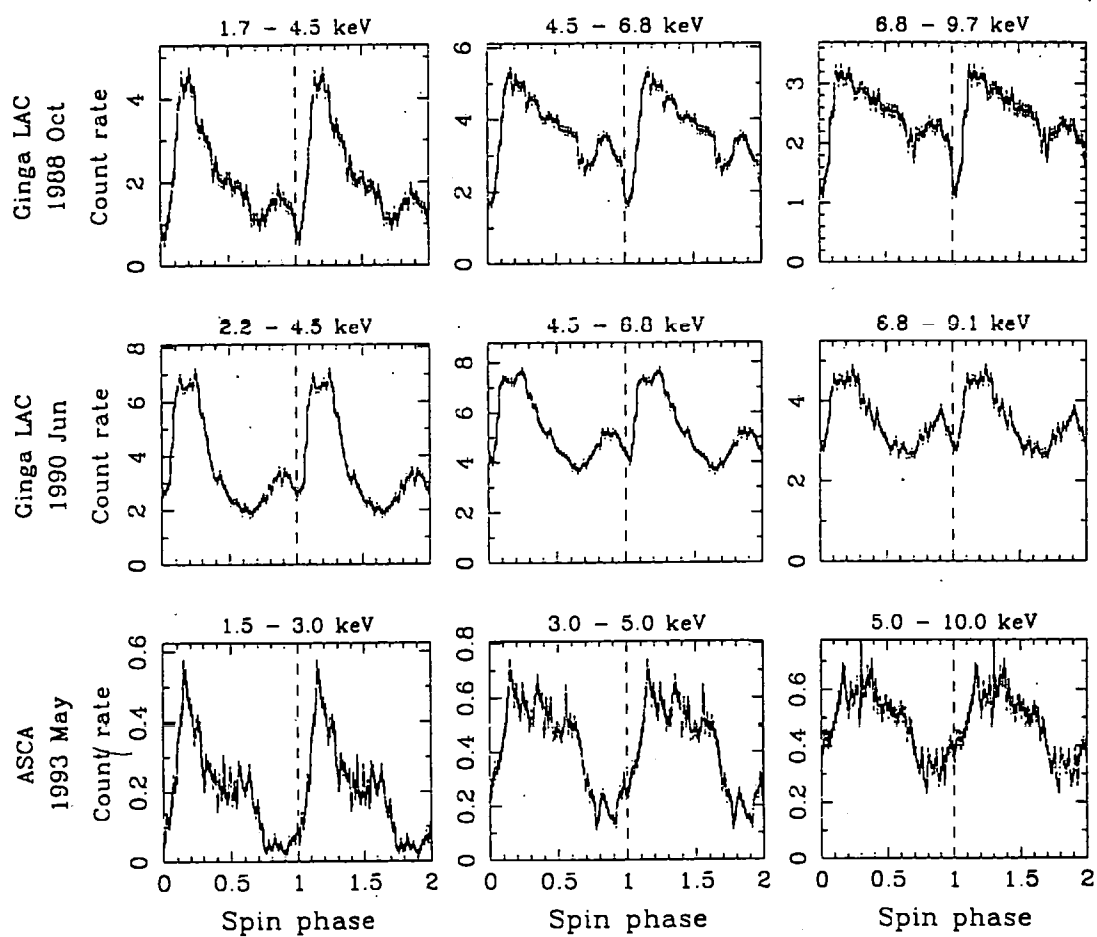 1.7 – 4.5 keV
4.5 – 6.8 keV
6.8 – 9.7 keV
Ginga LAC
1988 Oct
Count rate
0 2 4
0 2 4 6
0 1 2 3
2.2 – 4.5 keV
4.5 – 6.8 keV
6.8 – 9.1 keV
Ginga LAC
1990 Jun
Count rate
0 2 4 6 8
0 2 4 6 8
0 2 4
1.5 – 3.0 keV
3.0 – 5.0 keV
5.0 – 10.0 keV
ASCA
1993 May
Count rate
0 0.2 0.4 0.6
0 0.2 0.4 0.6 0.8
0 0.2 0.4 0.6
0 0.5 1 1.5 2
0 0.5 1 1.5 2
0 0.5 1 1.5 2
Spin phase
Spin phase
Spin phase